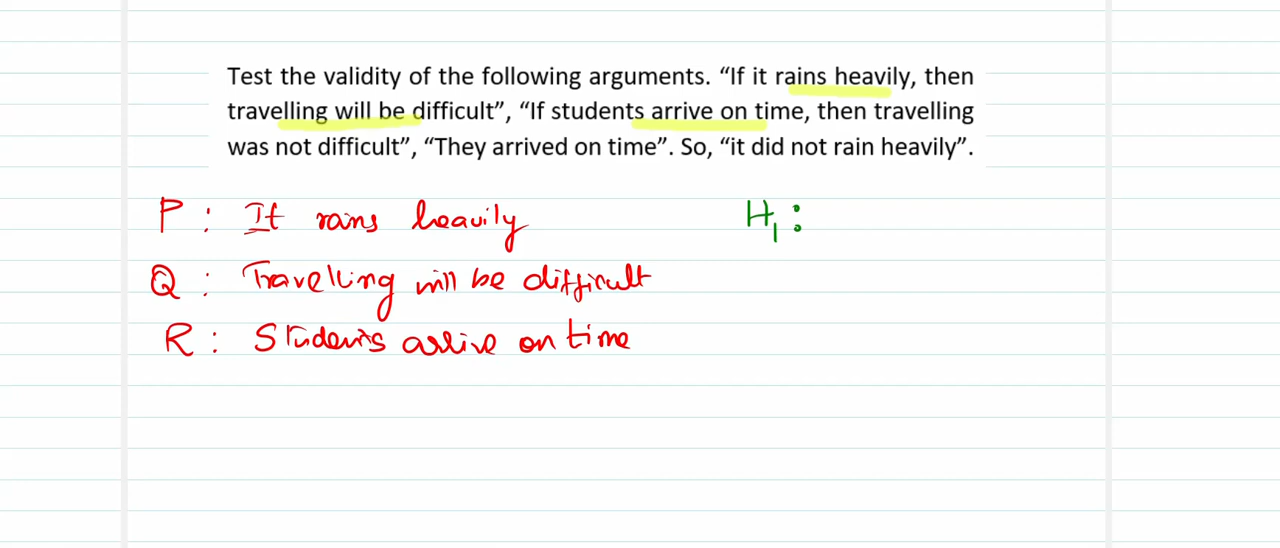 Test the validity of the following arguments. “If it rains heavily, then
travelling will be difficult”, “If students arrive on time, then travelling
was not difficult”, “They arrived on time”. So, “it did not rain heavily”.
P : It rains heavily
H₁ :
Q : Travelling will be difficult
R : Students arrive on time